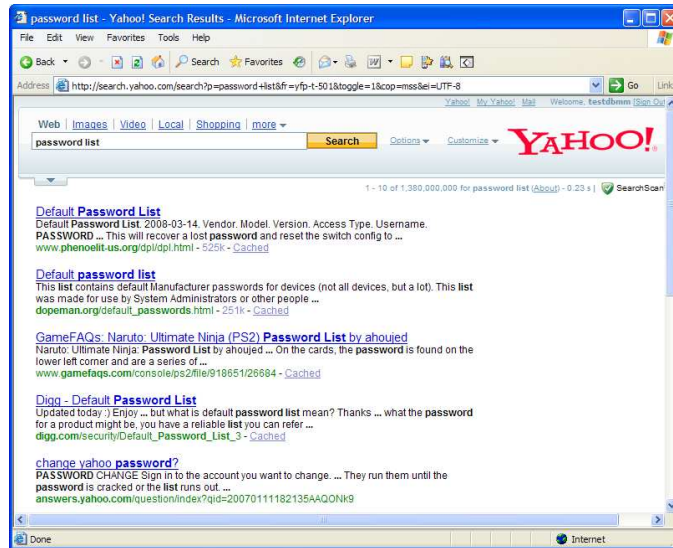 password list - Yahoo! Search Results - Microsoft Internet Explorer
File Edit View Favorites Tools Help
Back Search Favorites
Address http://search.yahoo.com/search?p=password+list&fr=yfp-t-501&toggle=1&cop=mss&ei=UTF-8 Go Link
Yahoo! My Yahoo! Mail Welcome, testdbmm [Sign Out
Web | Images | Video | Local | Shopping | more
password list Search Options Customize YAHOO!
1 - 10 of 1,380,000,000 for password list (About) - 0.23 s | SearchScan
Default Password List
Default Password List. 2008-03-14. Vendor. Model. Version. Access Type. Username.
PASSWORD ... This will recover a lost password and reset the switch config to ...
www.phenoelit-us.org/dpl/dpl.html - 525k - Cached
Default password list
This list contains default Manufacturer passwords for devices (not all devices, but a lot). This list
was made for use by System Administrators or other people ...
dopeman.org/default_passwords.html - 251k - Cached
GameFAQs: Naruto: Ultimate Ninja (PS2) Password List by ahoujed
Naruto: Ultimate Ninja: Password List by ahoujed ... On the cards, the password is found on the
lower left corner and are a series of ...
www.gamefaqs.com/console/ps2/file/918651/26684 - Cached
Digg - Default Password List
Updated today :) Enjoy ... but what is default password list mean? Thanks ... what the password
for a product might be, you have a reliable list you can refer ...
digg.com/security/Default_Password_List_3 - Cached
change yahoo password?
PASSWORD CHANGE Sign in to the account you want to change. ... They run them until the
password is cracked or the list runs out. ...
answers.yahoo.com/question/index?qid=20070111182135AAQONk9
Done Internet